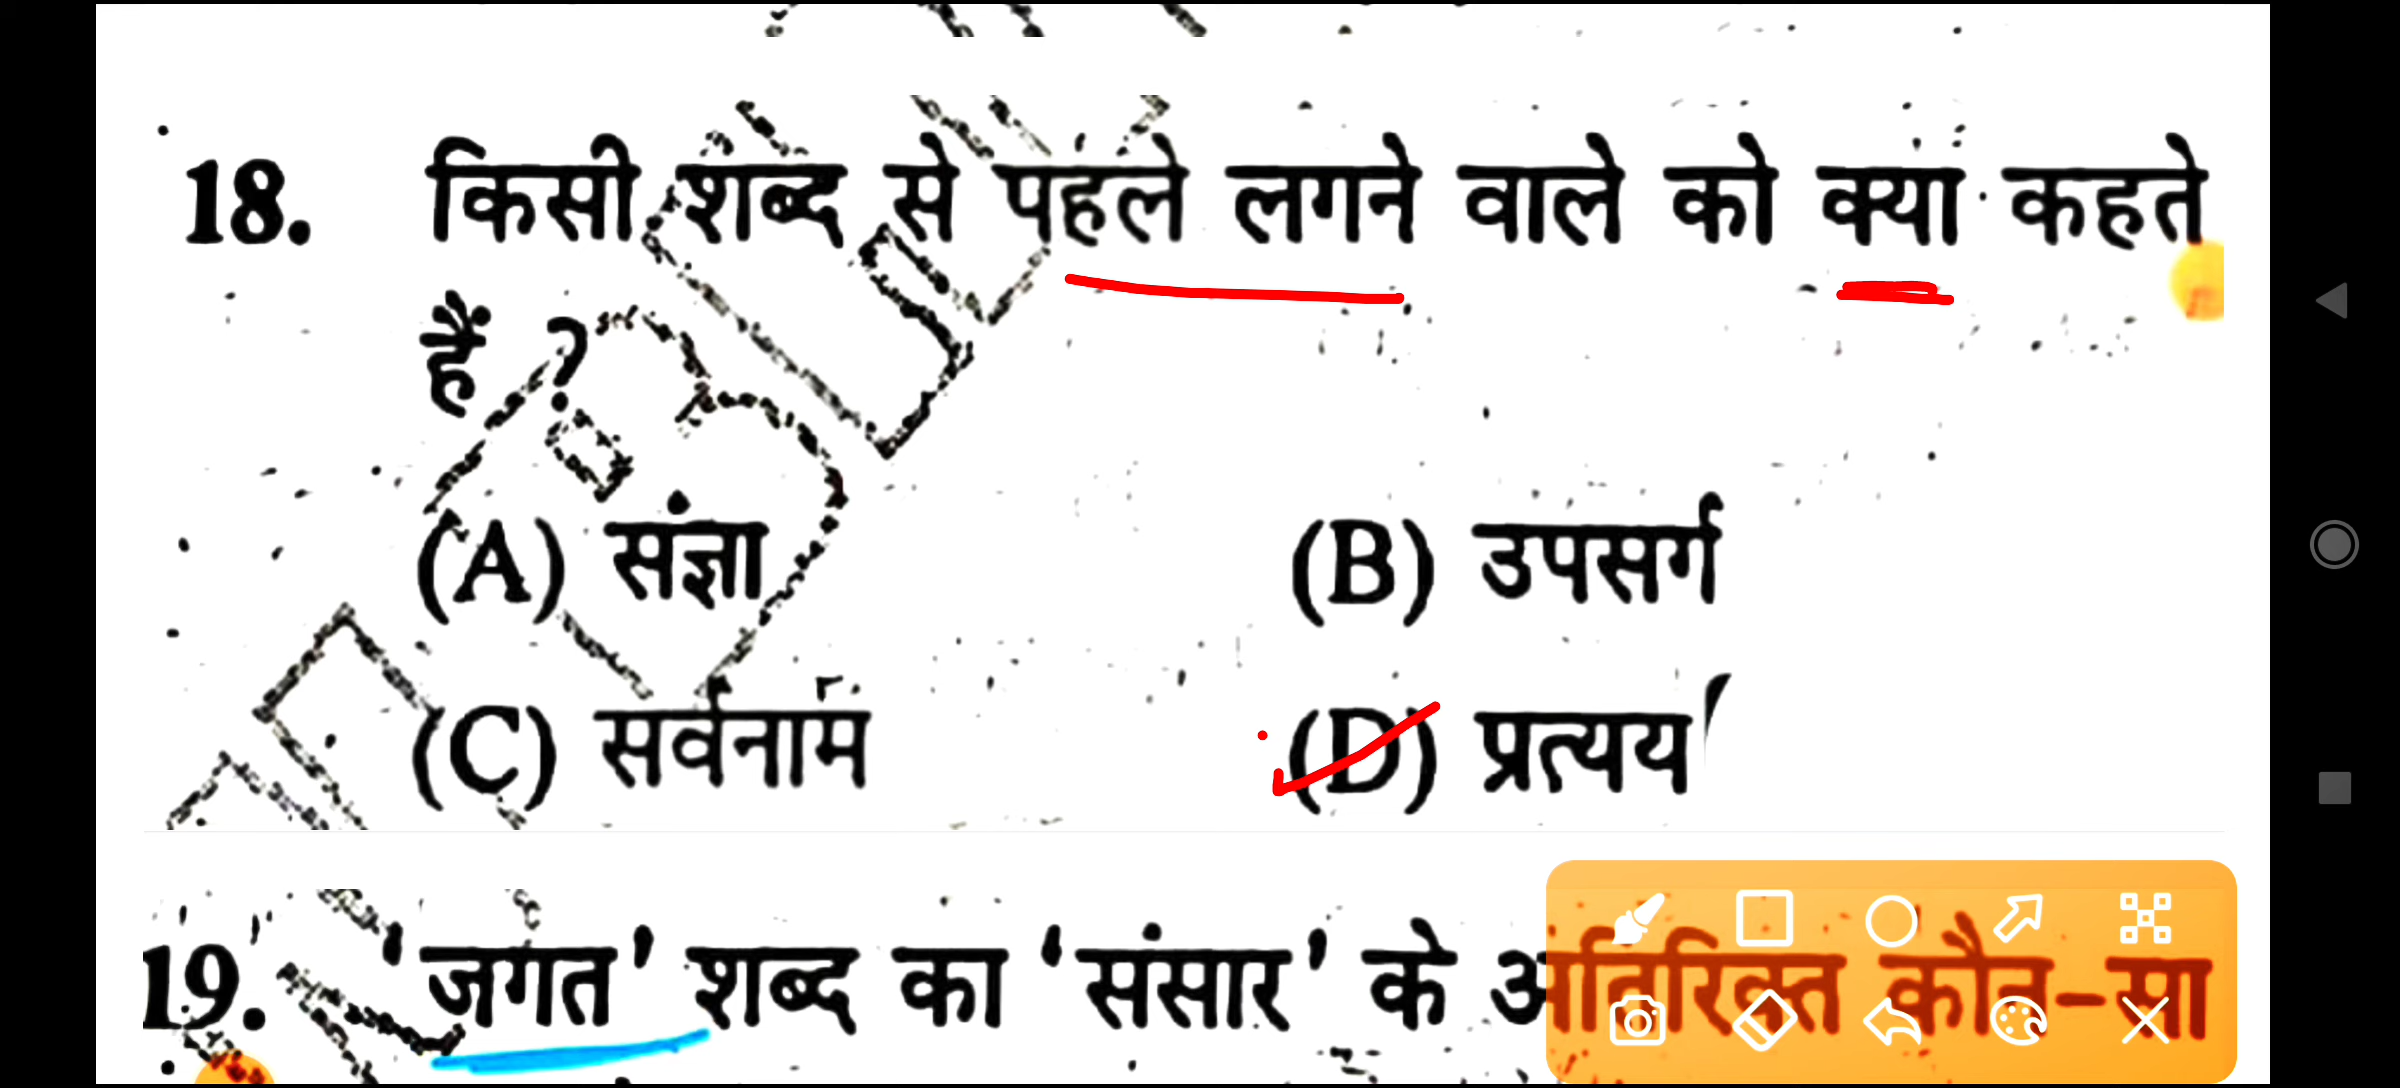 18. किसी शब्द से पहले लगने वाले को क्या कहते
हैं ?
(A) संज्ञा (B) उपसर्ग
(C) सर्वनाम (D) प्रत्यय
19. 'जगत' शब्द का 'संसार' के अतिरिक्त कौन-सा